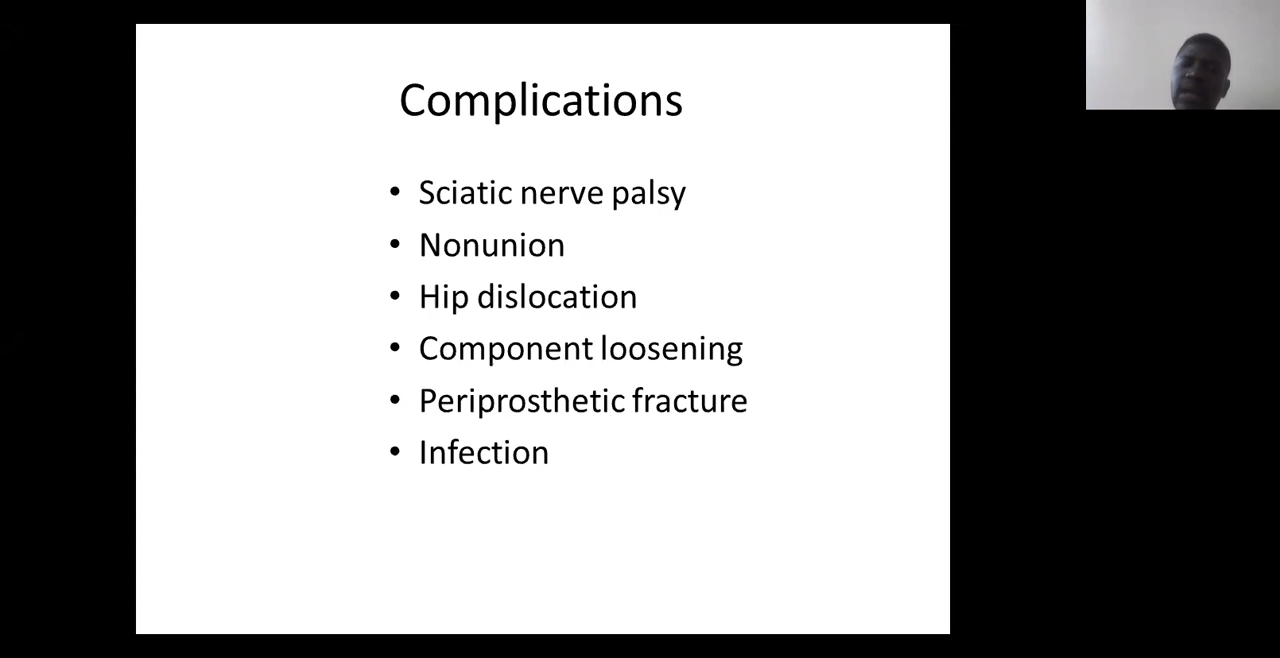 Complications
• Sciatic nerve palsy
• Nonunion
• Hip dislocation
• Component loosening
• Periprosthetic fracture
• Infection